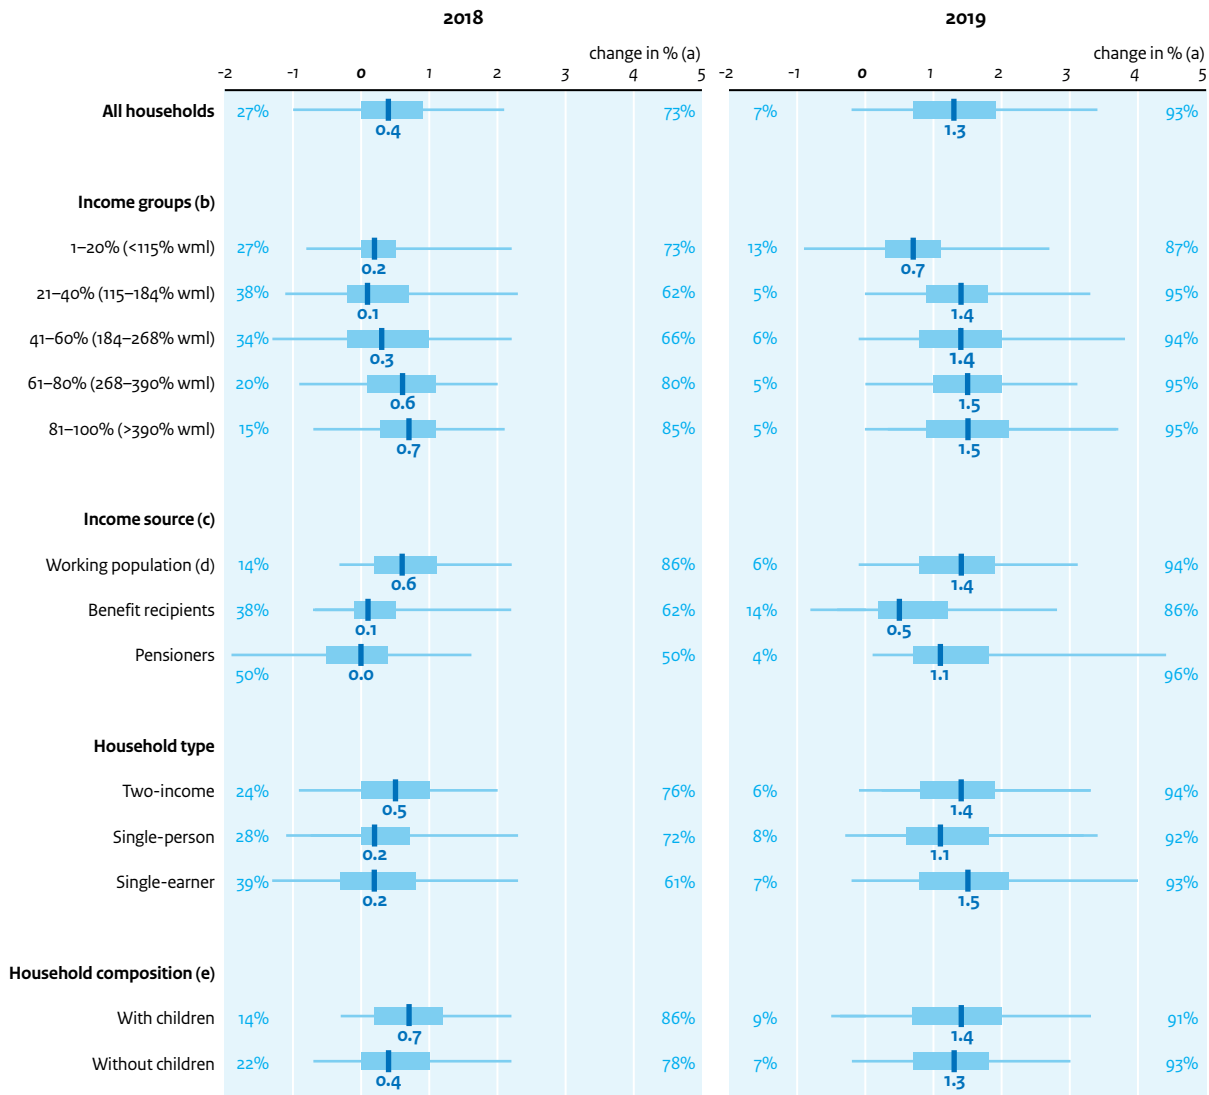 2018 2019
change in % (a) change in % (a)
-2 -1 0 1 2 3 4 5 -2 -1 0 1 2 3 4 5
All households 27% 73% 7% 93%
0.4 1.3
Income groups (b)
1–20% (<115% wml) 27% 73% 13% 87%
0.2 0.7
21–40% (115–184% wml) 38% 62% 5% 95%
0.1 1.4
41–60% (184–268% wml) 34% 66% 6% 94%
0.3 1.4
61–80% (268–390% wml) 20% 80% 5% 95%
0.6 1.5
81–100% (>390% wml) 15% 85% 5% 95%
0.7 1.5
Income source (c)
Working population (d) 14% 86% 6% 94%
0.6 1.4
Benefit recipients 38% 62% 14% 86%
0.1 0.5
Pensioners 50% 4%
50% 0.0 1.1 96%
Household type
Two-income 24% 76% 6% 94%
0.5 1.4
Single-person 28% 72% 8% 92%
0.2 1.1
Single-earner 39% 61% 7% 93%
0.2 1.5
Household composition (e)
With children 14% 86% 9% 91%
0.7 1.4
Without children 22% 78% 7% 93%
0.4 1.3